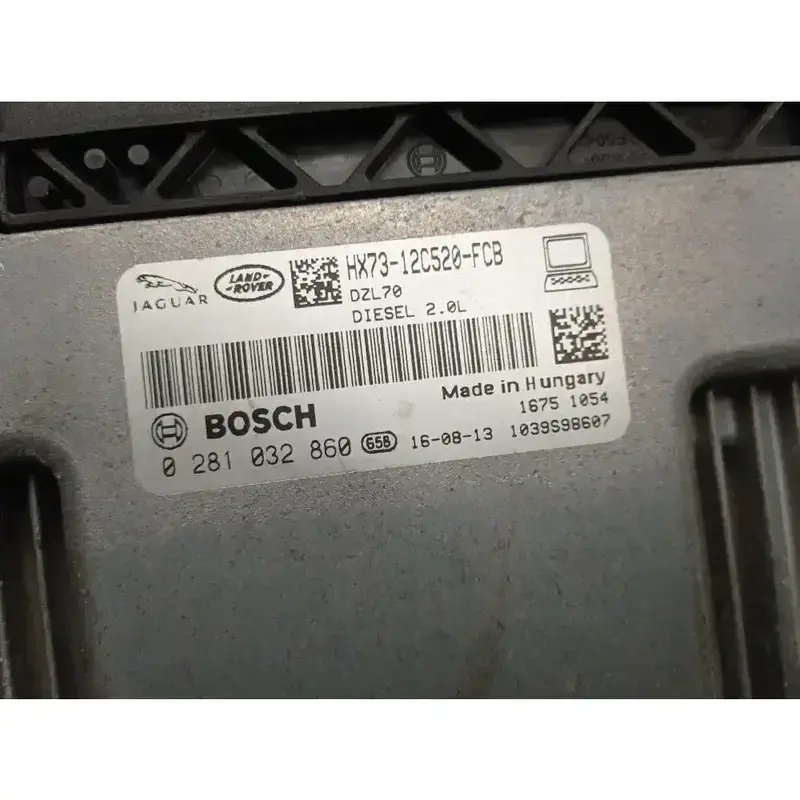 HX73-12C520-FCB
JAGUAR
LAND-
-ROVER
DZL70
DIESEL 2.0L
Made in Hungary
1675 1054
BOSCH
0 281 032 860 65B 16-08-13 1039S98607